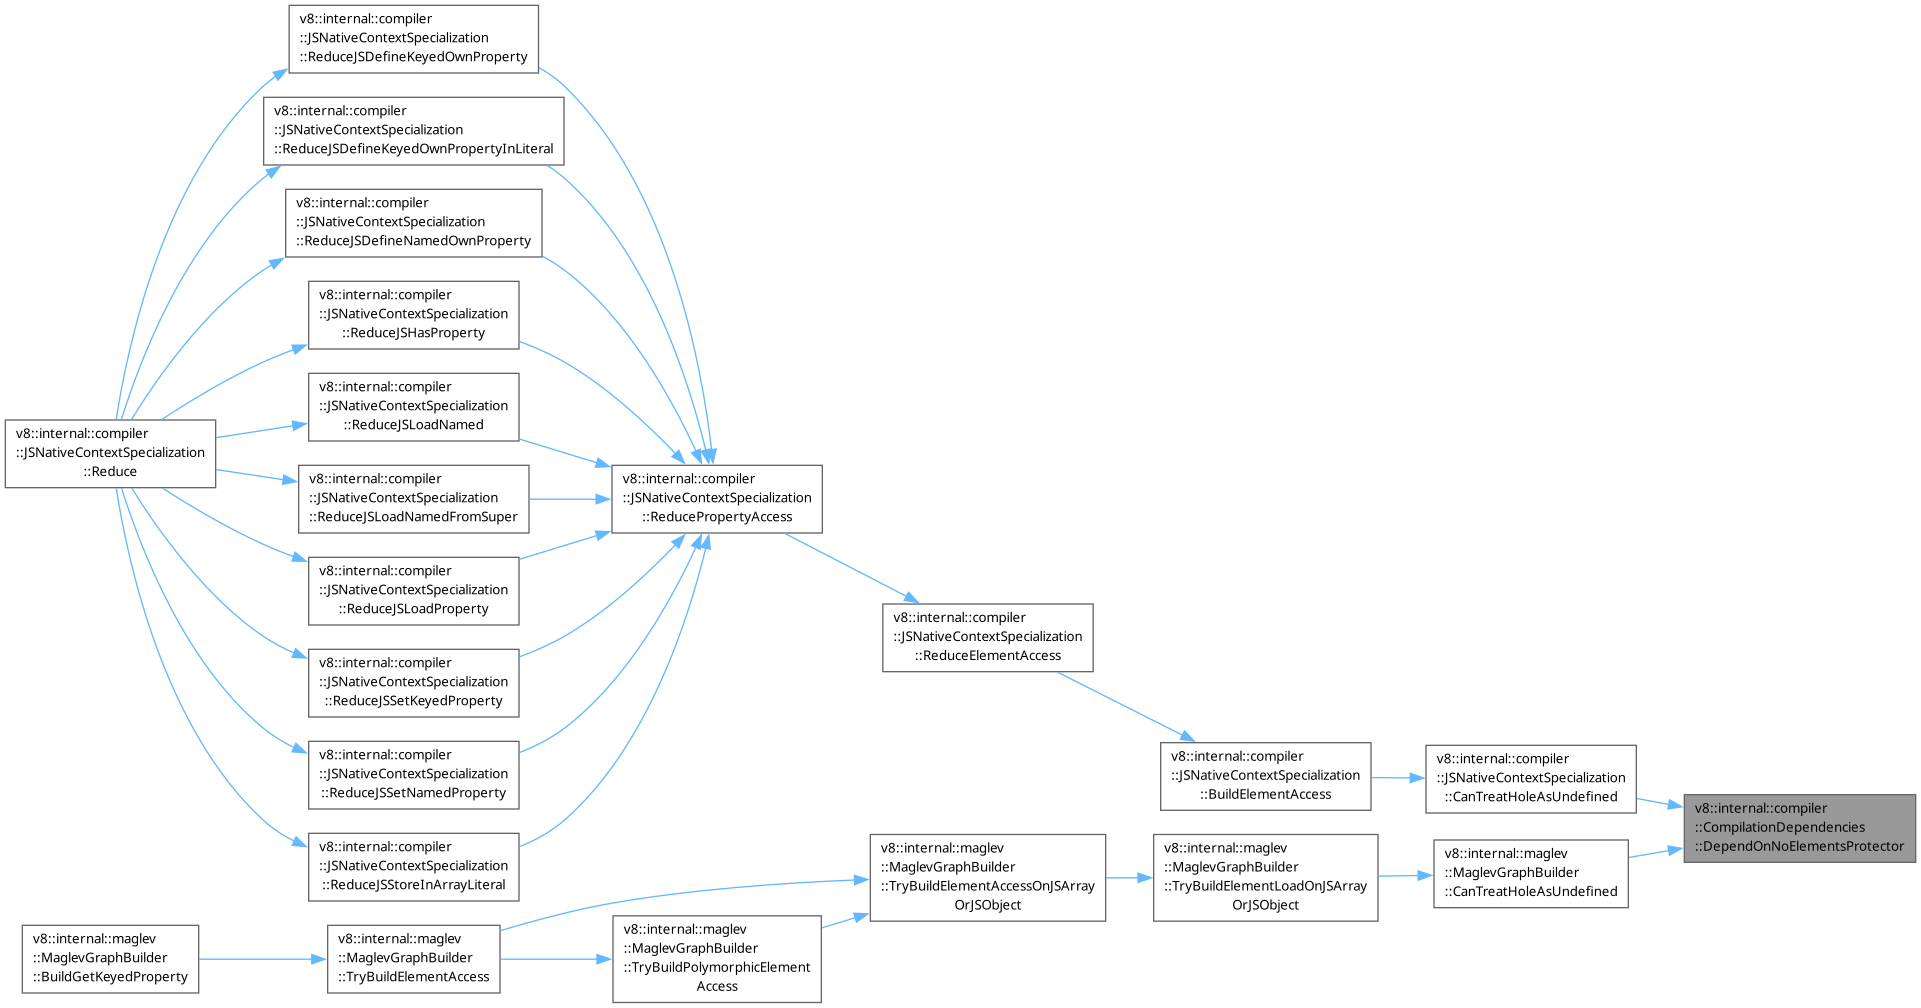 v8::internal::compiler
::JSNativeContextSpecialization
::ReduceJSDefineKeyedOwnProperty
v8::internal::compiler
::JSNativeContextSpecialization
::ReduceJSDefineKeyedOwnPropertyInLiteral
v8::internal::compiler
::JSNativeContextSpecialization
::ReduceJSDefineNamedOwnProperty
v8::internal::compiler
::JSNativeContextSpecialization
::ReduceJSHasProperty
v8::internal::compiler
::JSNativeContextSpecialization
::ReduceJSLoadNamed
v8::internal::compiler
::JSNativeContextSpecialization
::Reduce
v8::internal::compiler
::JSNativeContextSpecialization
::ReduceJSLoadNamedFromSuper
v8::internal::compiler
::JSNativeContextSpecialization
::ReducePropertyAccess
v8::internal::compiler
::JSNativeContextSpecialization
::ReduceJSLoadProperty
v8::internal::compiler
::JSNativeContextSpecialization
::ReduceElementAccess
v8::internal::compiler
::JSNativeContextSpecialization
::ReduceJSSetKeyedProperty
v8::internal::compiler
::JSNativeContextSpecialization
::ReduceJSSetNamedProperty
v8::internal::compiler
::JSNativeContextSpecialization
::BuildElementAccess
v8::internal::compiler
::JSNativeContextSpecialization
::CanTreatHoleAsUndefined
v8::internal::compiler
::CompilationDependencies
::DependOnNoElementsProtector
v8::internal::compiler
::JSNativeContextSpecialization
::ReduceJSStoreInArrayLiteral
v8::internal::maglev
::MaglevGraphBuilder
::TryBuildElementAccessOnJSArray
OrJSObject
v8::internal::maglev
::MaglevGraphBuilder
::TryBuildElementLoadOnJSArray
OrJSObject
v8::internal::maglev
::MaglevGraphBuilder
::CanTreatHoleAsUndefined
v8::internal::maglev
::MaglevGraphBuilder
::BuildGetKeyedProperty
v8::internal::maglev
::MaglevGraphBuilder
::TryBuildElementAccess
v8::internal::maglev
::MaglevGraphBuilder
::TryBuildPolymorphicElement
Access